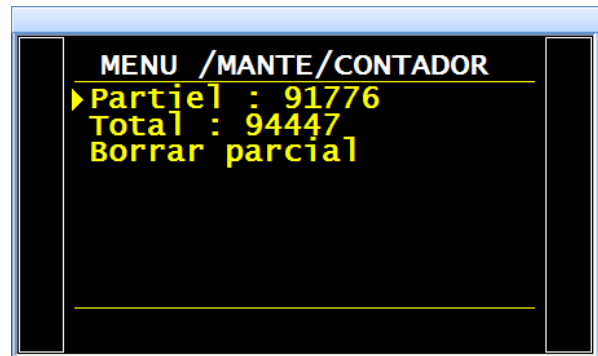 MENU /MANTE/CONTADOR
Partiel : 91776
Total : 94447
Borrar parcial